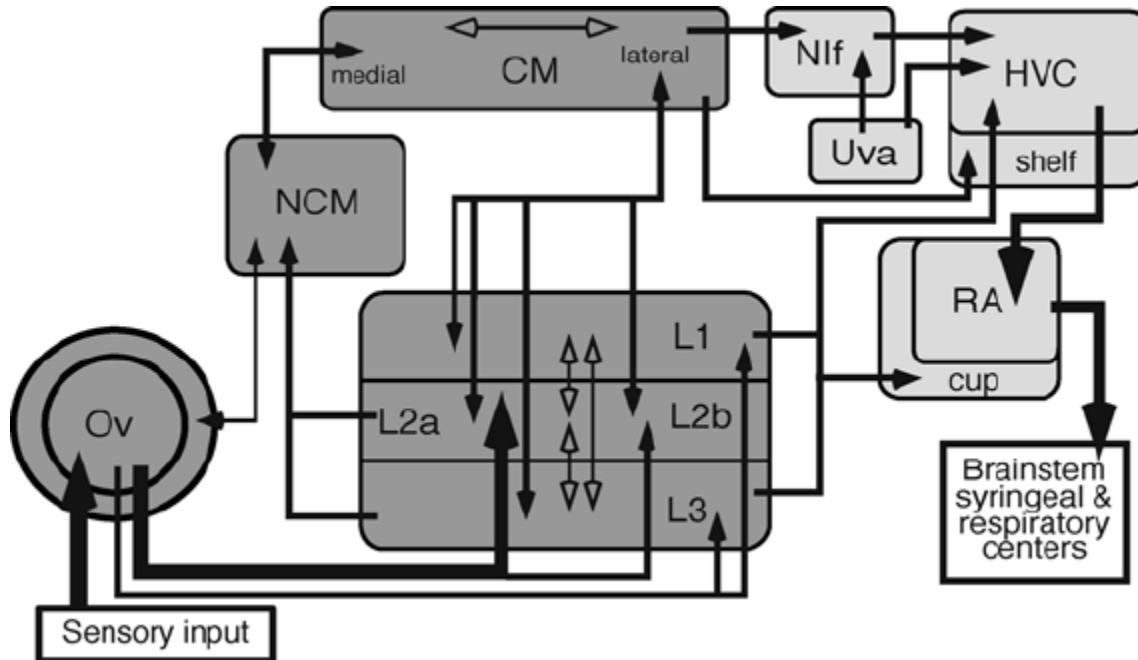 medial
CM
lateral
NIf
HVC
Uva
shelf
NCM
L1
RA
cup
Ov
L2a
L2b
L3
Brainstem
syringeal &
respiratory
centers
Sensory input